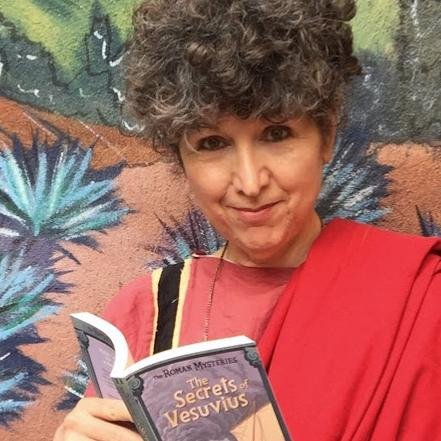 THE ROMAN MYSTERIES
The
Secrets of
Vesuvius